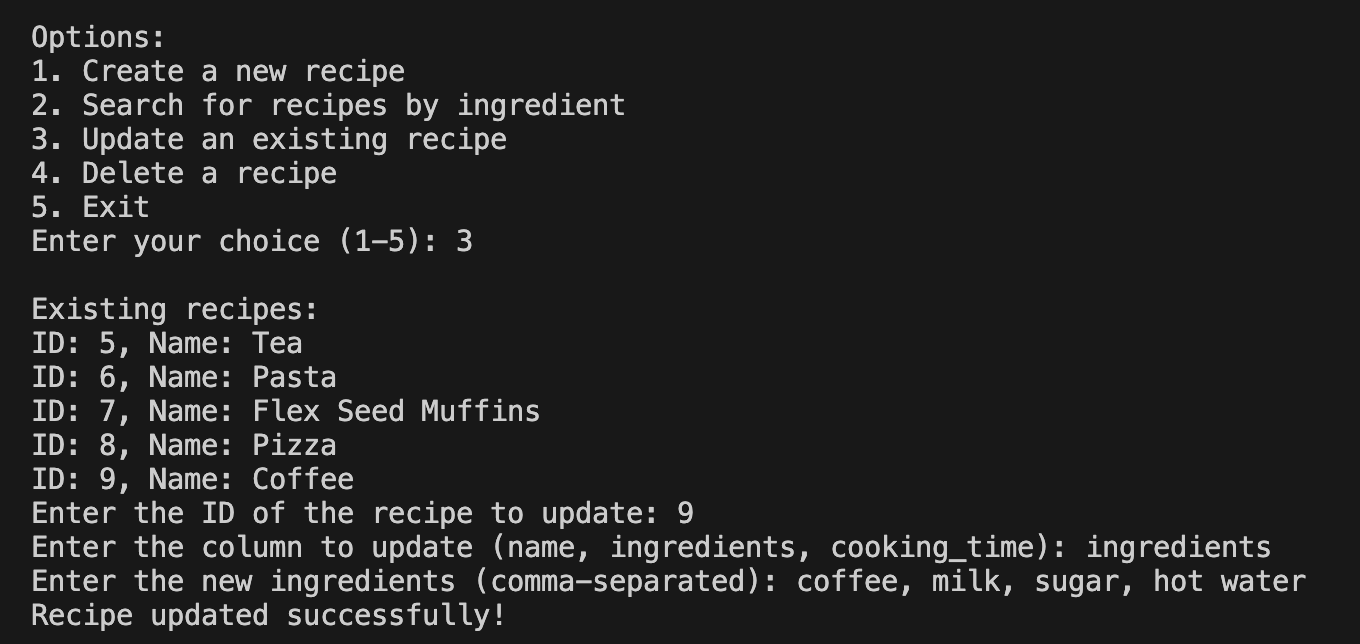 Options:
1. Create a new recipe
2. Search for recipes by ingredient
3. Update an existing recipe
4. Delete a recipe
5. Exit
Enter your choice (1–5): 3
Existing recipes:
ID: 5, Name: Tea
ID: 6, Name: Pasta
ID: 7, Name: Flex Seed Muffins
ID: 8, Name: Pizza
ID: 9, Name: Coffee
Enter the ID of the recipe to update: 9
Enter the column to update (name, ingredients, cooking_time): ingredients
Enter the new ingredients (comma-separated): coffee, milk, sugar, hot water
Recipe updated successfully!